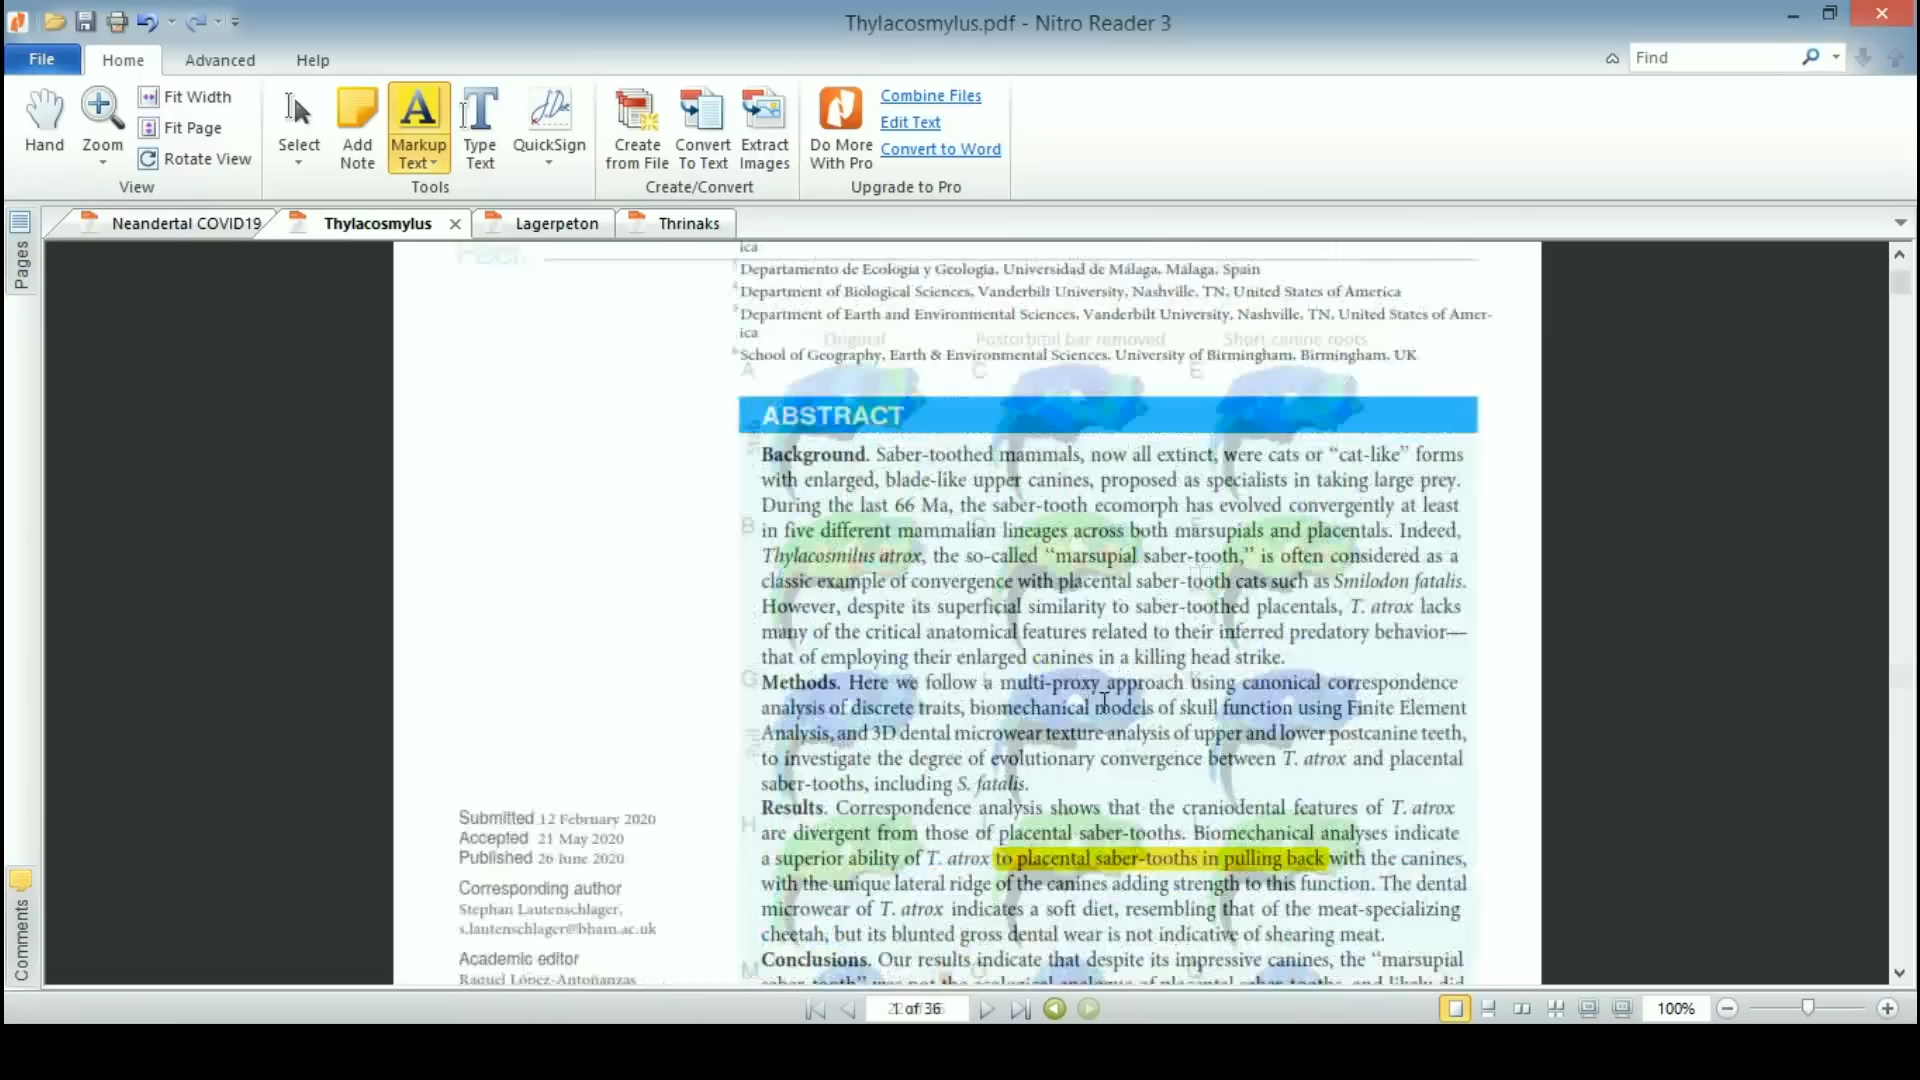 Thylacosmylus.pdf - Nitro Reader 3
File
Home
Advanced
Help
Find
Hand
Zoom
Fit Width
Fit Page
Rotate View
View
Select
Add Note
Markup Text
Type Text
QuickSign
Tools
Create from File
Convert To Text
Extract Images
Create/Convert
Do More With Pro
Combine Files
Edit Text
Convert to Word
Upgrade to Pro
Neandertal COVID19
Thylacosmylus
Lagerpeton
Thrinaks
Pages
Comments
ica
Departamento de Ecología y Geología, Universidad de Málaga, Málaga, Spain
Department of Biological Sciences, Vanderbilt University, Nashville, TN, United States of America
Department of Earth and Environmental Sciences, Vanderbilt University, Nashville, TN, United States of Amer-
ica
Original
Postorbital bar removed
Short canine roots
School of Geography, Earth & Environmental Sciences, University of Birmingham, Birmingham, UK
A
C
E
ABSTRACT
Background. Saber-toothed mammals, now all extinct, were cats or “cat-like” forms
with enlarged, blade-like upper canines, proposed as specialists in taking large prey.
During the last 66 Ma, the saber-tooth ecomorph has evolved convergently at least
in five different mammalian lineages across both marsupials and placentals. Indeed,
Thylacosmilus atrox, the so-called “marsupial saber-tooth,” is often considered as a
classic example of convergence with placental saber-tooth cats such as Smilodon fatalis.
However, despite its superficial similarity to saber-toothed placentals, T. atrox lacks
many of the critical anatomical features related to their inferred predatory behavior—
that of employing their enlarged canines in a killing head strike.
Methods. Here we follow a multi-proxy approach using canonical correspondence
analysis of discrete traits, biomechanical models of skull function using Finite Element
Analysis, and 3D dental microwear texture analysis of upper and lower postcanine teeth,
to investigate the degree of evolutionary convergence between T. atrox and placental
saber-tooths, including S. fatalis.
Results. Correspondence analysis shows that the craniodental features of T. atrox
are divergent from those of placental saber-tooths. Biomechanical analyses indicate
a superior ability of T. atrox to placental saber-tooths in pulling back with the canines,
with the unique lateral ridge of the canines adding strength to this function. The dental
microwear of T. atrox indicates a soft diet, resembling that of the meat-specializing
cheetah, but its blunted gross dental wear is not indicative of shearing meat.
Conclusions. Our results indicate that despite its impressive canines, the “marsupial
B
G
H
M
Submitted 12 February 2020
Accepted 21 May 2020
Published 26 June 2020
Corresponding author
Stephan Lautenschlager,
s.lautenschlager@bham.ac.uk
Academic editor
Raquel López-Antoñanzas
1 of 36
100%